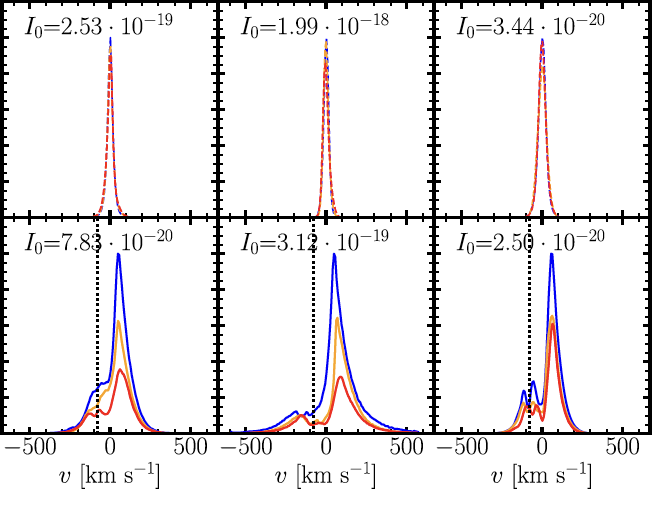 I₀=2.53 · 10⁻¹⁹ I₀=1.99 · 10⁻¹⁸ I₀=3.44 · 10⁻²⁰
I₀=7.83 · 10⁻²⁰ I₀=3.12 · 10⁻¹⁹ I₀=2.50 · 10⁻²⁰
−500 0 500 −500 0 500 −500 0 500
v [km s⁻¹] v [km s⁻¹] v [km s⁻¹]